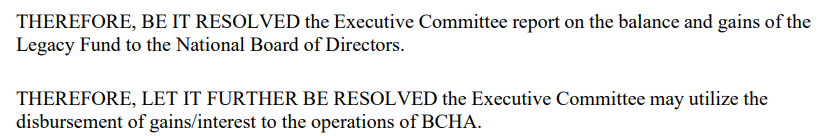 THEREFORE, BE IT RESOLVED the Executive Committee report on the balance and gains of the
Legacy Fund to the National Board of Directors.
THEREFORE, LET IT FURTHER BE RESOLVED the Executive Committee may utilize the
disbursement of gains/interest to the operations of BCHA.